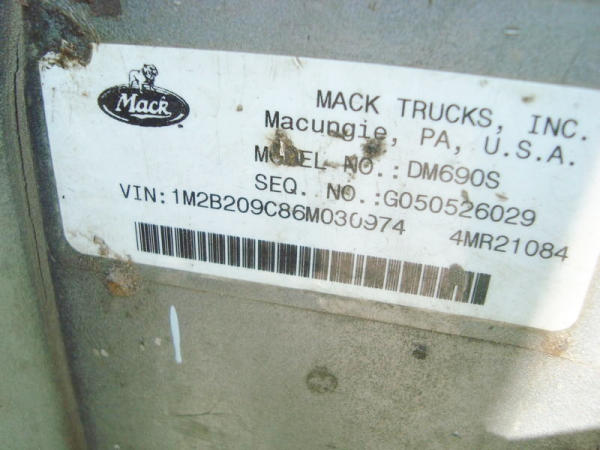 Mack
MACK TRUCKS, INC.
Macungie, PA, U.S.A.
MODEL NO.:DM690S
SEQ. NO.:G050526029
VIN:1M2B209C86M030974 4MR21084